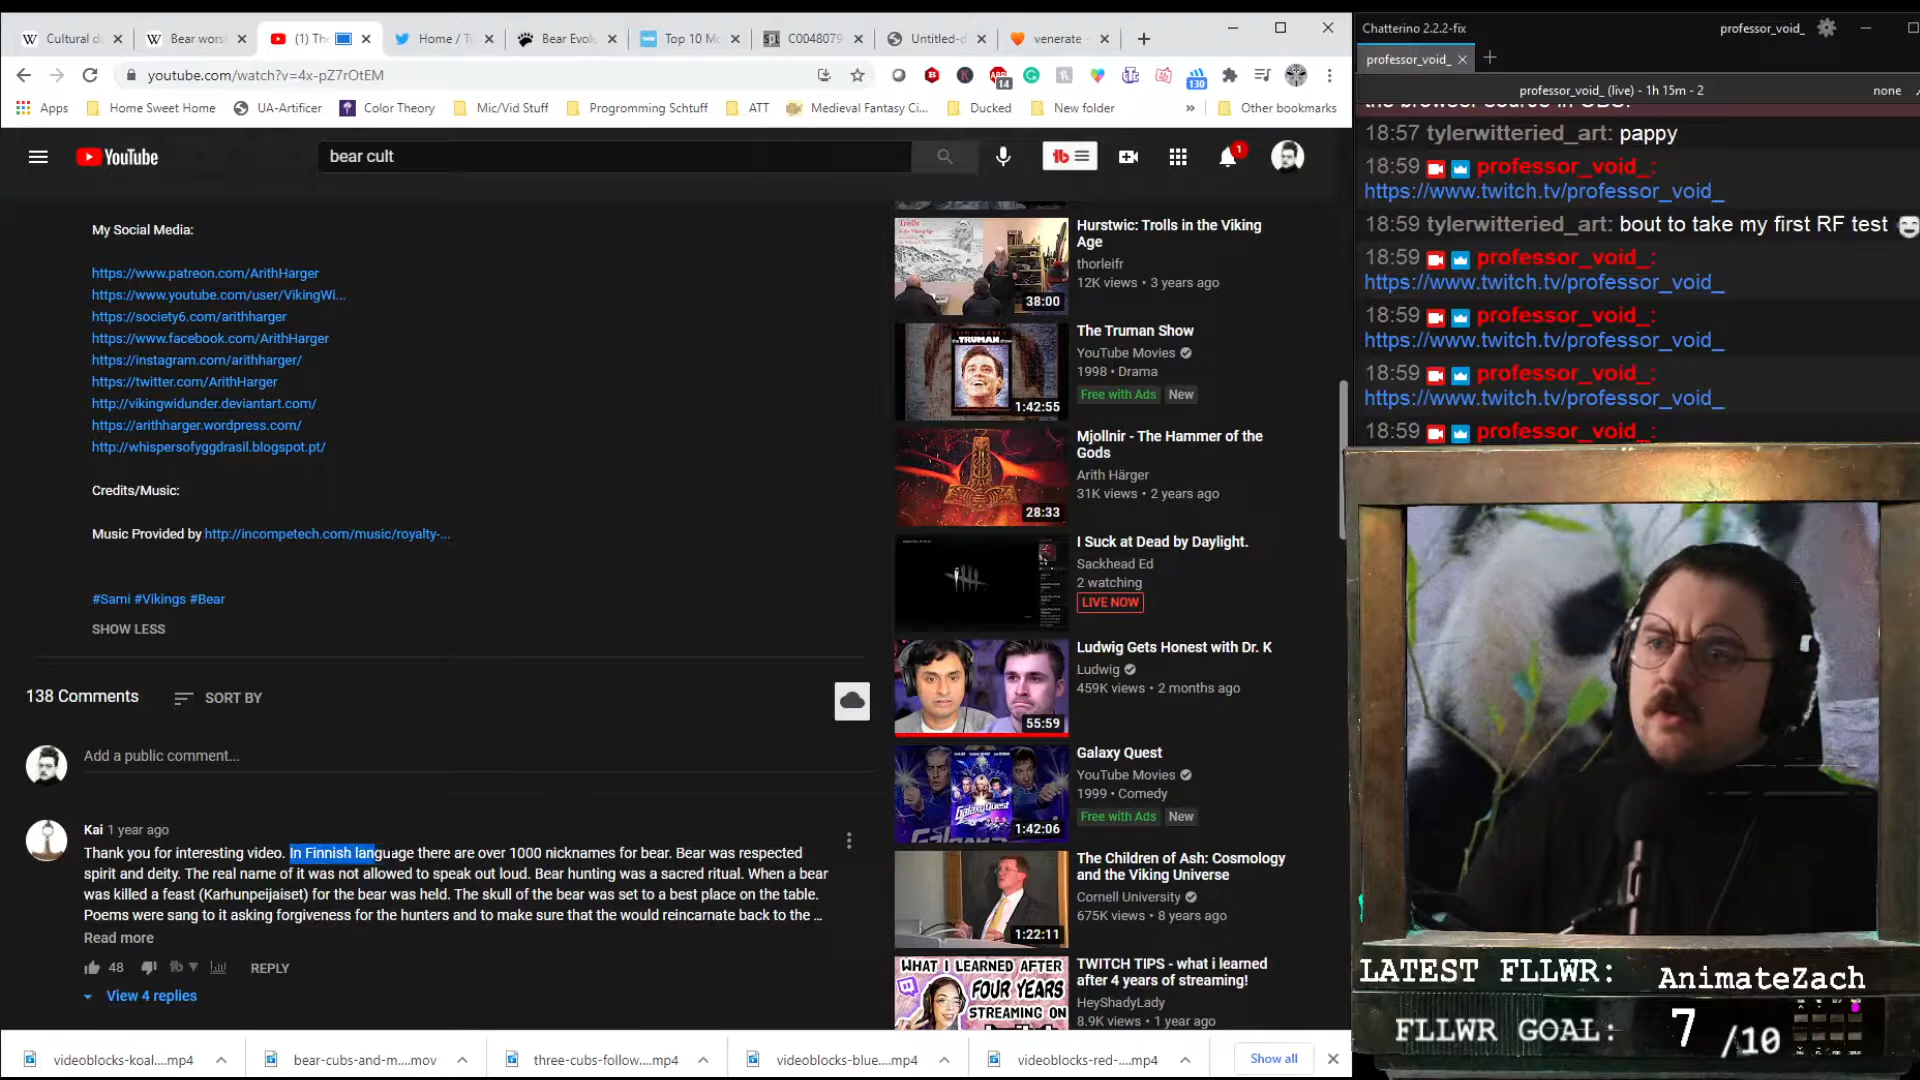 Cultural d
Bear wors
(1) Th
Home / T
Bear Evol
Top 10 M
C0048079
Untitled-d
venerate
youtube.com/watch?v=4x-pZ7rOtEM
14
130
Apps
Home Sweet Home
UA-Artificer
Color Theory
Mic/Vid Stuff
Programming Schtuff
ATT
Medieval Fantasy Ci...
Ducked
New folder
»
Other bookmarks
YouTube
bear cult
1
My Social Media:
https://www.patreon.com/ArithHarger
https://www.youtube.com/user/VikingWi...
https://society6.com/arithharger
https://www.facebook.com/ArithHarger
https://instagram.com/arithharger/
https://twitter.com/ArithHarger
http://vikingwidunder.deviantart.com/
https://arithharger.wordpress.com/
http://whispersofyggdrasil.blogspot.pt/
Credits/Music:
Music Provided by http://incompetech.com/music/royalty-...
#Sami #Vikings #Bear
SHOW LESS
138 Comments
SORT BY
Add a public comment...
Kai 1 year ago
Thank you for interesting video. In Finnish language there are over 1000 nicknames for bear. Bear was respected
spirit and deity. The real name of it was not allowed to speak out loud. Bear hunting was a sacred ritual. When a bear
was killed a feast (Karhunpeijaiset) for the bear was held. The skull of the bear was set to a best place on the table.
Poems were sang to it asking forgiveness for the hunters and to make sure that the would reincarnate back to the ...
Read more
48
REPLY
View 4 replies
Trolls
38:00
Hurstwic: Trolls in the Viking
Age
thorleifr
12K views • 3 years ago
THE TRUMAN SHOW
1:42:55
The Truman Show
YouTube Movies
1998 • Drama
Free with Ads
New
28:33
Mjollnir - The Hammer of the
Gods
Arith Härger
31K views • 2 years ago
I Suck at Dead by Daylight.
Sackhead Ed
2 watching
LIVE NOW
55:59
Ludwig Gets Honest with Dr. K
Ludwig
459K views • 2 months ago
GALAXY QUEST
1:42:06
Galaxy Quest
YouTube Movies
1999 • Comedy
Free with Ads
New
1:22:11
The Children of Ash: Cosmology
and the Viking Universe
Cornell University
675K views • 8 years ago
WHAT I LEARNED AFTER
FOUR YEARS
STREAMING ON
TWITCH TIPS - what i learned
after 4 years of streaming!
HeyShadyLady
8.9K views • 1 year ago
videoblocks-koal....mp4
bear-cubs-and-m....mov
three-cubs-follow....mp4
videoblocks-blue....mp4
videoblocks-red-....mp4
Show all
Chatterino 2.2.2-fix
professor_void_
professor_void_
professor_void_ (live) - 1h 15m - 2
none
the browser source in OBS.
18:57 tylerwitteried_art: pappy
18:59 professor_void_:
https://www.twitch.tv/professor_void_
18:59 tylerwitteried_art: bout to take my first RF test
18:59 professor_void_:
https://www.twitch.tv/professor_void_
18:59 professor_void_:
https://www.twitch.tv/professor_void_
18:59 professor_void_:
https://www.twitch.tv/professor_void_
18:59 professor_void_:
LATEST FLLWR: AnimateZach
FLLWR GOAL: 7 /10